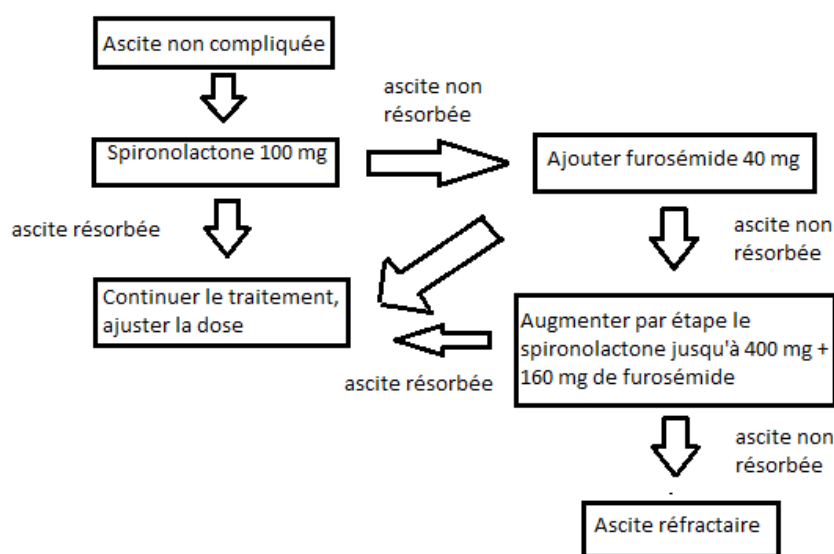 Ascite non compliquée
ascite non
résorbée
Spironolactone 100 mg
Ajouter furosémide 40 mg
ascite résorbée
ascite non
résorbée
Continuer le traitement,
ajuster la dose
Augmenter par étape le
spironolactone jusqu'à 400 mg +
160 mg de furosémide
ascite résorbée
ascite non
résorbée
Ascite réfractaire